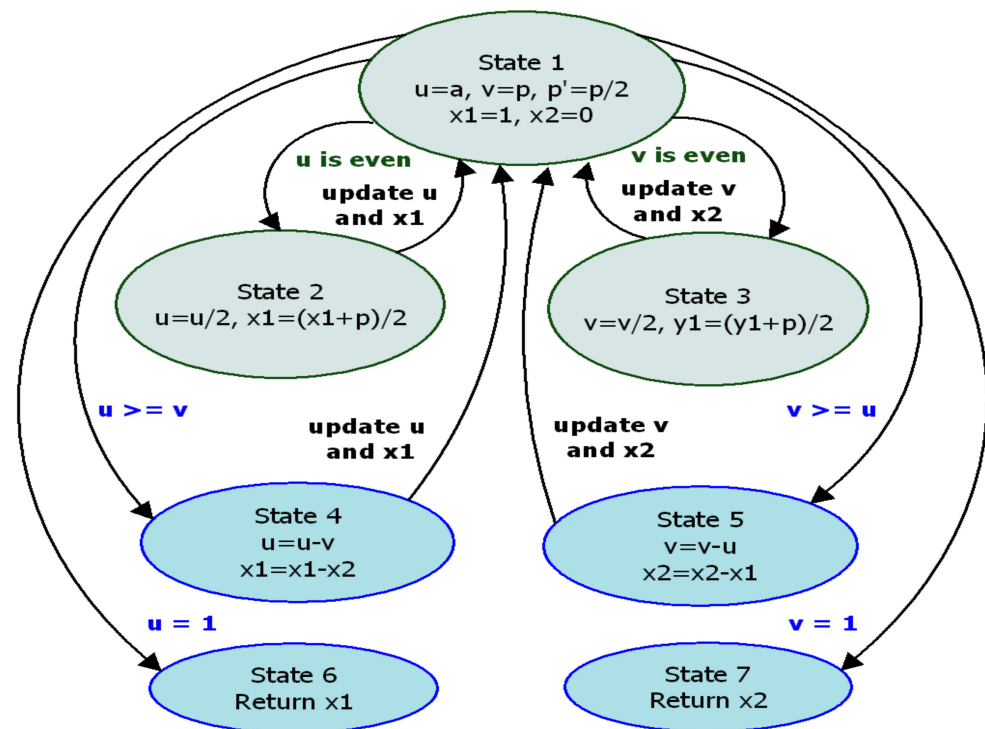 State 1
u=a, v=p, p'=p/2
x1=1, x2=0
u is even
update u
and x1
v is even
update v
and x2
State 2
u=u/2, x1=(x1+p)/2
State 3
v=v/2, y1=(y1+p)/2
u >= v
update u
and x1
update v
and x2
v >= u
State 4
u=u-v
x1=x1-x2
State 5
v=v-u
x2=x2-x1
u = 1
v = 1
State 6
Return x1
State 7
Return x2